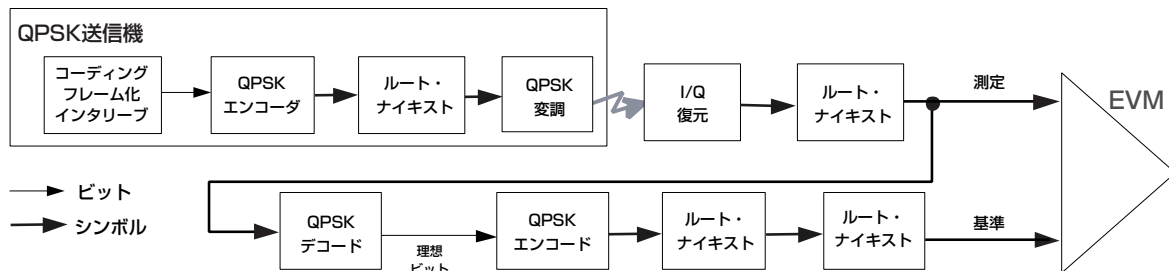 QPSK送信機
コーディング
フレーム化
インタリーブ
QPSK
エンコーダ
ルート・
ナイキスト
QPSK
変調
I/Q
復元
ルート・
ナイキスト
測定
EVM
ビット
シンボル
QPSK
デコード
理想
ビット
QPSK
エンコード
ルート・
ナイキスト
ルート・
ナイキスト
基準